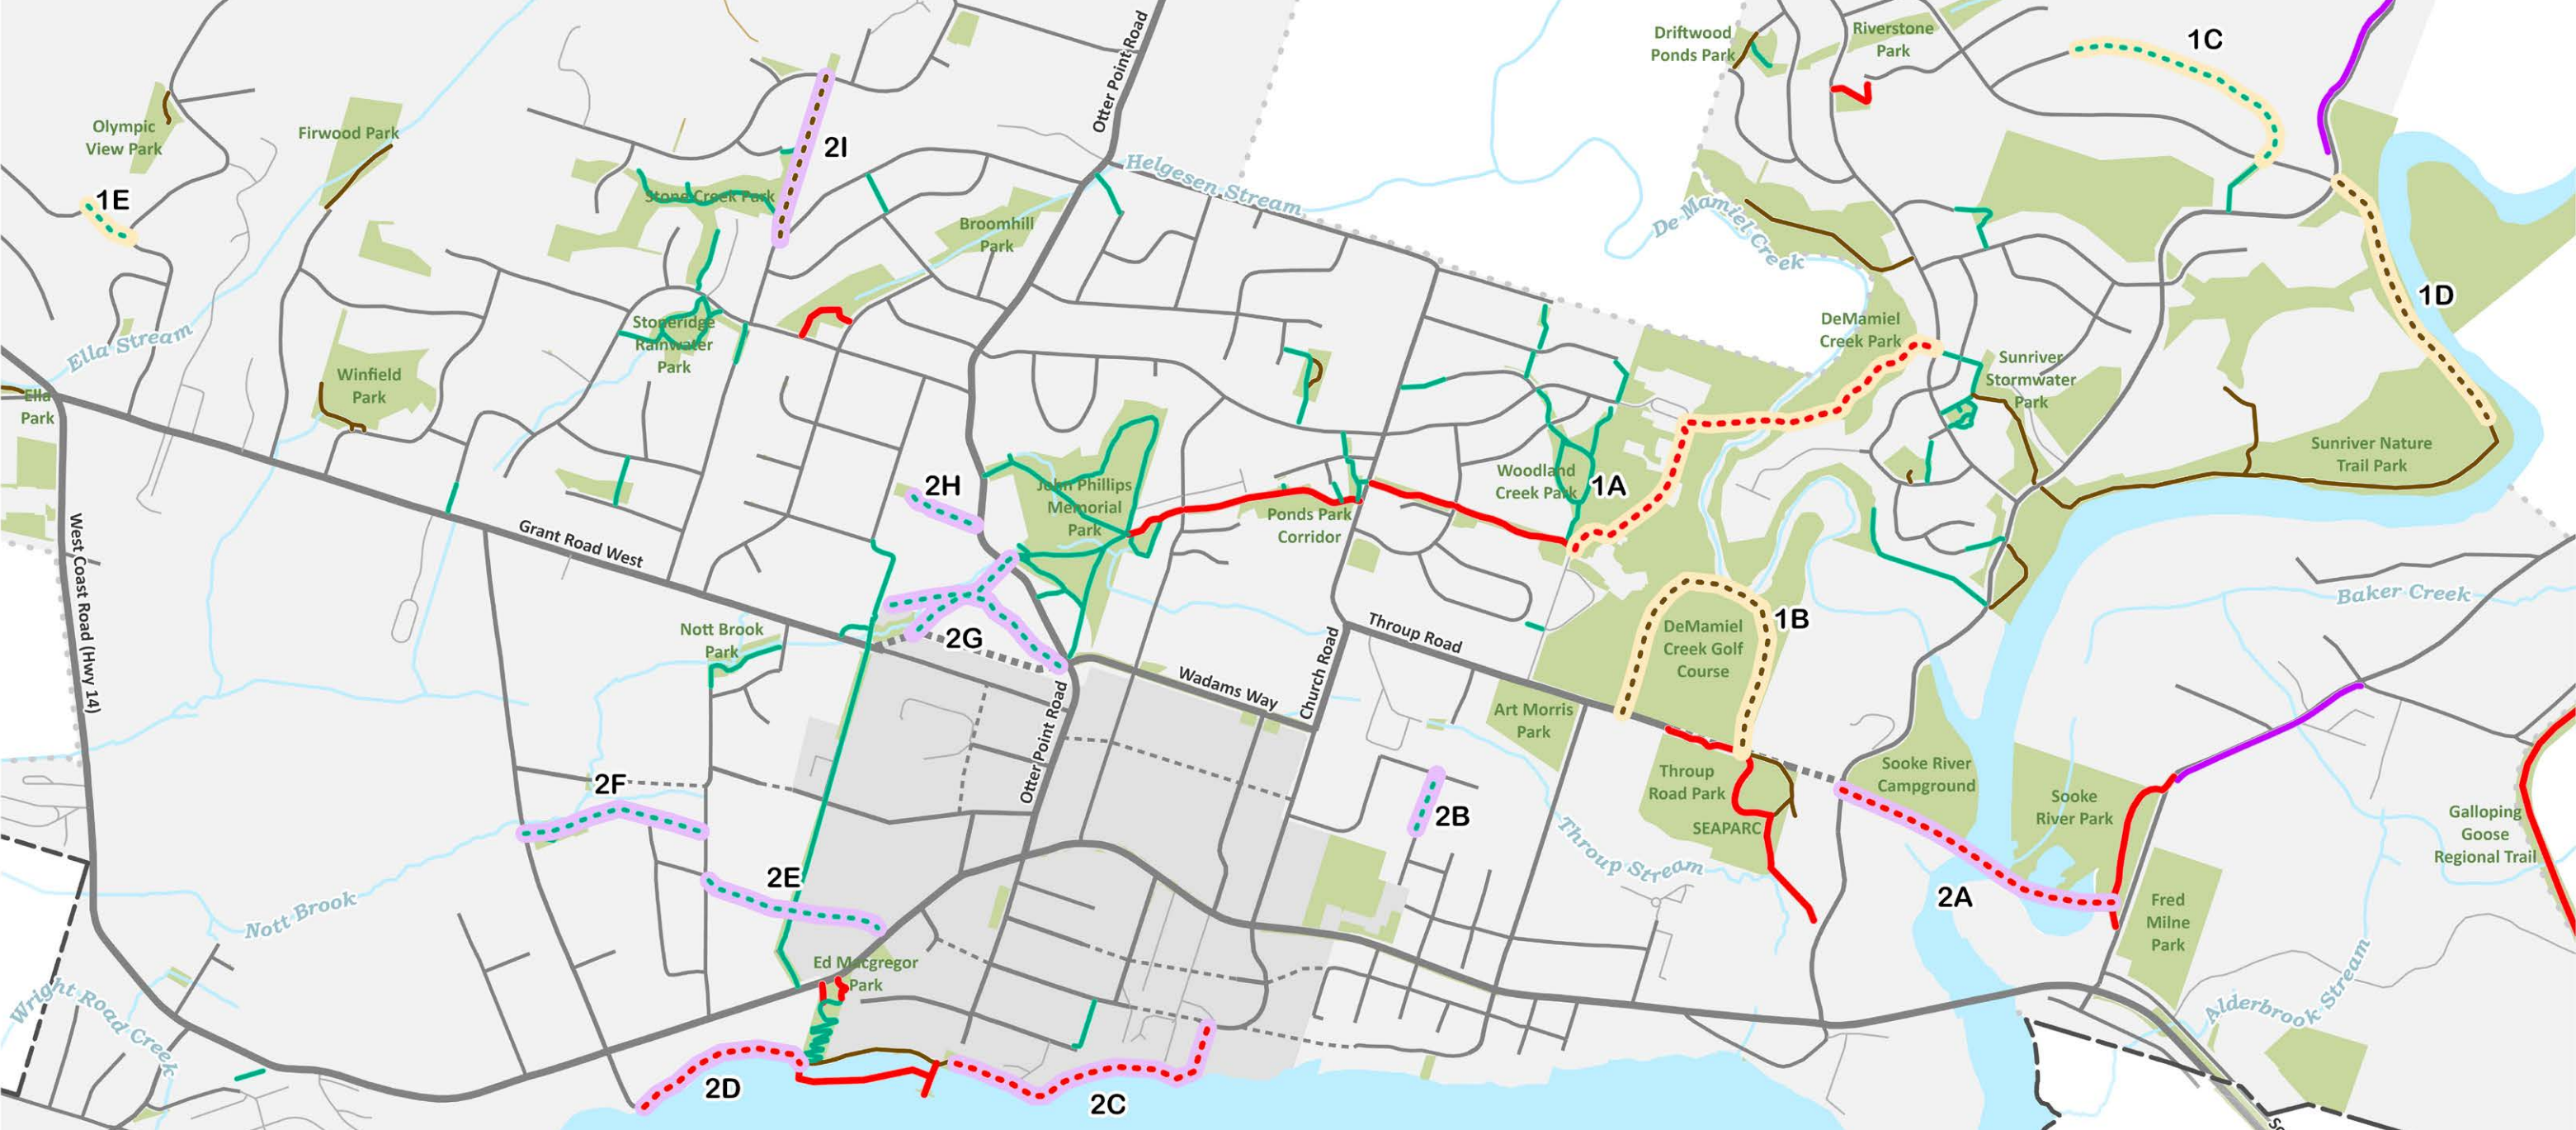 Otter Point Road
Driftwood
Ponds Park
Riverstone
Park
1C
Olympic
View Park
Firwood Park
2I
Helgesen Stream
1E
Stone Creek Park
Broomhill
Park
De Mamiel
Creek
1D
Ella Stream
Stoneridge
Rainwater
Park
DeMamiel
Creek Park
Sunriver
Stormwater
Park
Winfield
Park
Ella
Park
2H
John Phillips
Memorial
Park
Woodland
Creek Park
1A
Sunriver Nature
Trail Park
Ponds Park
Corridor
Grant Road West
West Coast Road (Hwy 14)
Baker Creek
Nott Brook
Park
2G
Throup Road
DeMamiel
Creek Golf
Course
1B
Wadams Way
Church Road
Otter Point Road
Art Morris
Park
2F
2B
Throup
Road Park
SEAPARC
Sooke River
Campground
Sooke
River Park
Galloping
Goose
Regional Trail
Throup Stream
2E
2A
Nott Brook
Fred
Milne
Park
Ed Macgregor
Park
Wright Road Creek
Alderbrook Stream
2D
2C